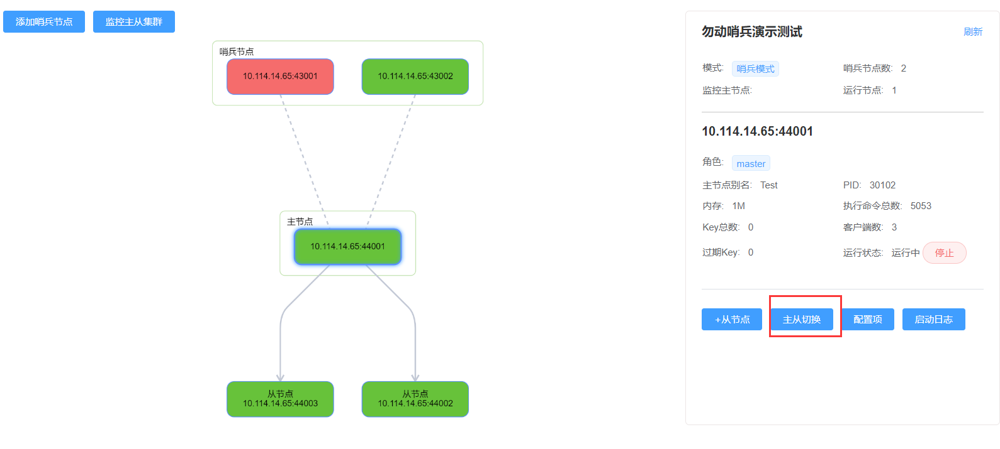 添加哨兵节点
监控主从集群
哨兵节点
10.114.14.65:43001
10.114.14.65:43002
主节点
10.114.14.65:44001
从节点
10.114.14.65:44003
从节点
10.114.14.65:44002
勿动哨兵演示测试
刷新
模式: 哨兵模式
哨兵节点数: 2
监控主节点:
运行节点: 1
10.114.14.65:44001
角色: master
主节点别名: Test
PID: 30102
内存: 1M
执行命令总数: 5053
Key总数: 0
客户端数: 3
过期Key: 0
运行状态: 运行中 停止
+从节点
主从切换
配置项
启动日志